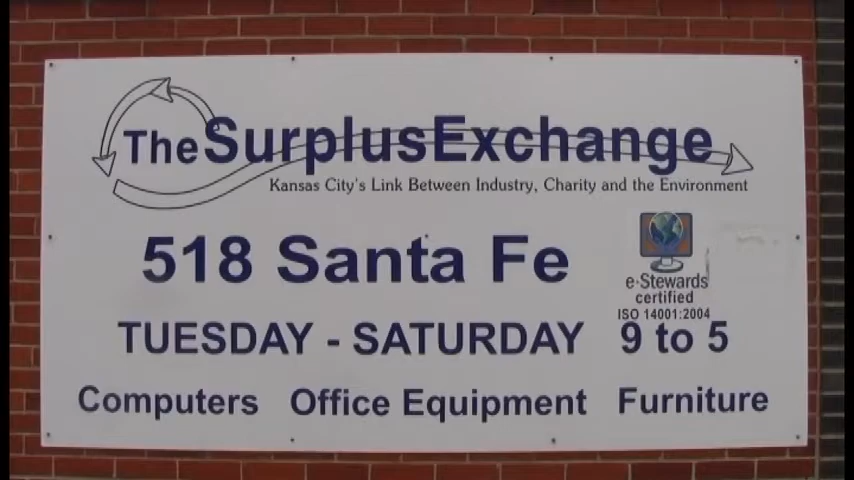 TheSurplusExchange
Kansas City's Link Between Industry, Charity and the Environment
518 Santa Fe
e·Stewards
certified
ISO 14001:2004
TUESDAY - SATURDAY 9 to 5
Computers Office Equipment Furniture